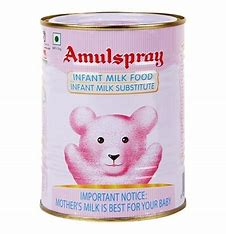 Amulspray
INFANT MILK FOOD
INFANT MILK SUBSTITUTE
IMPORTANT NOTICE:
MOTHER'S MILK IS BEST FOR YOUR BABY